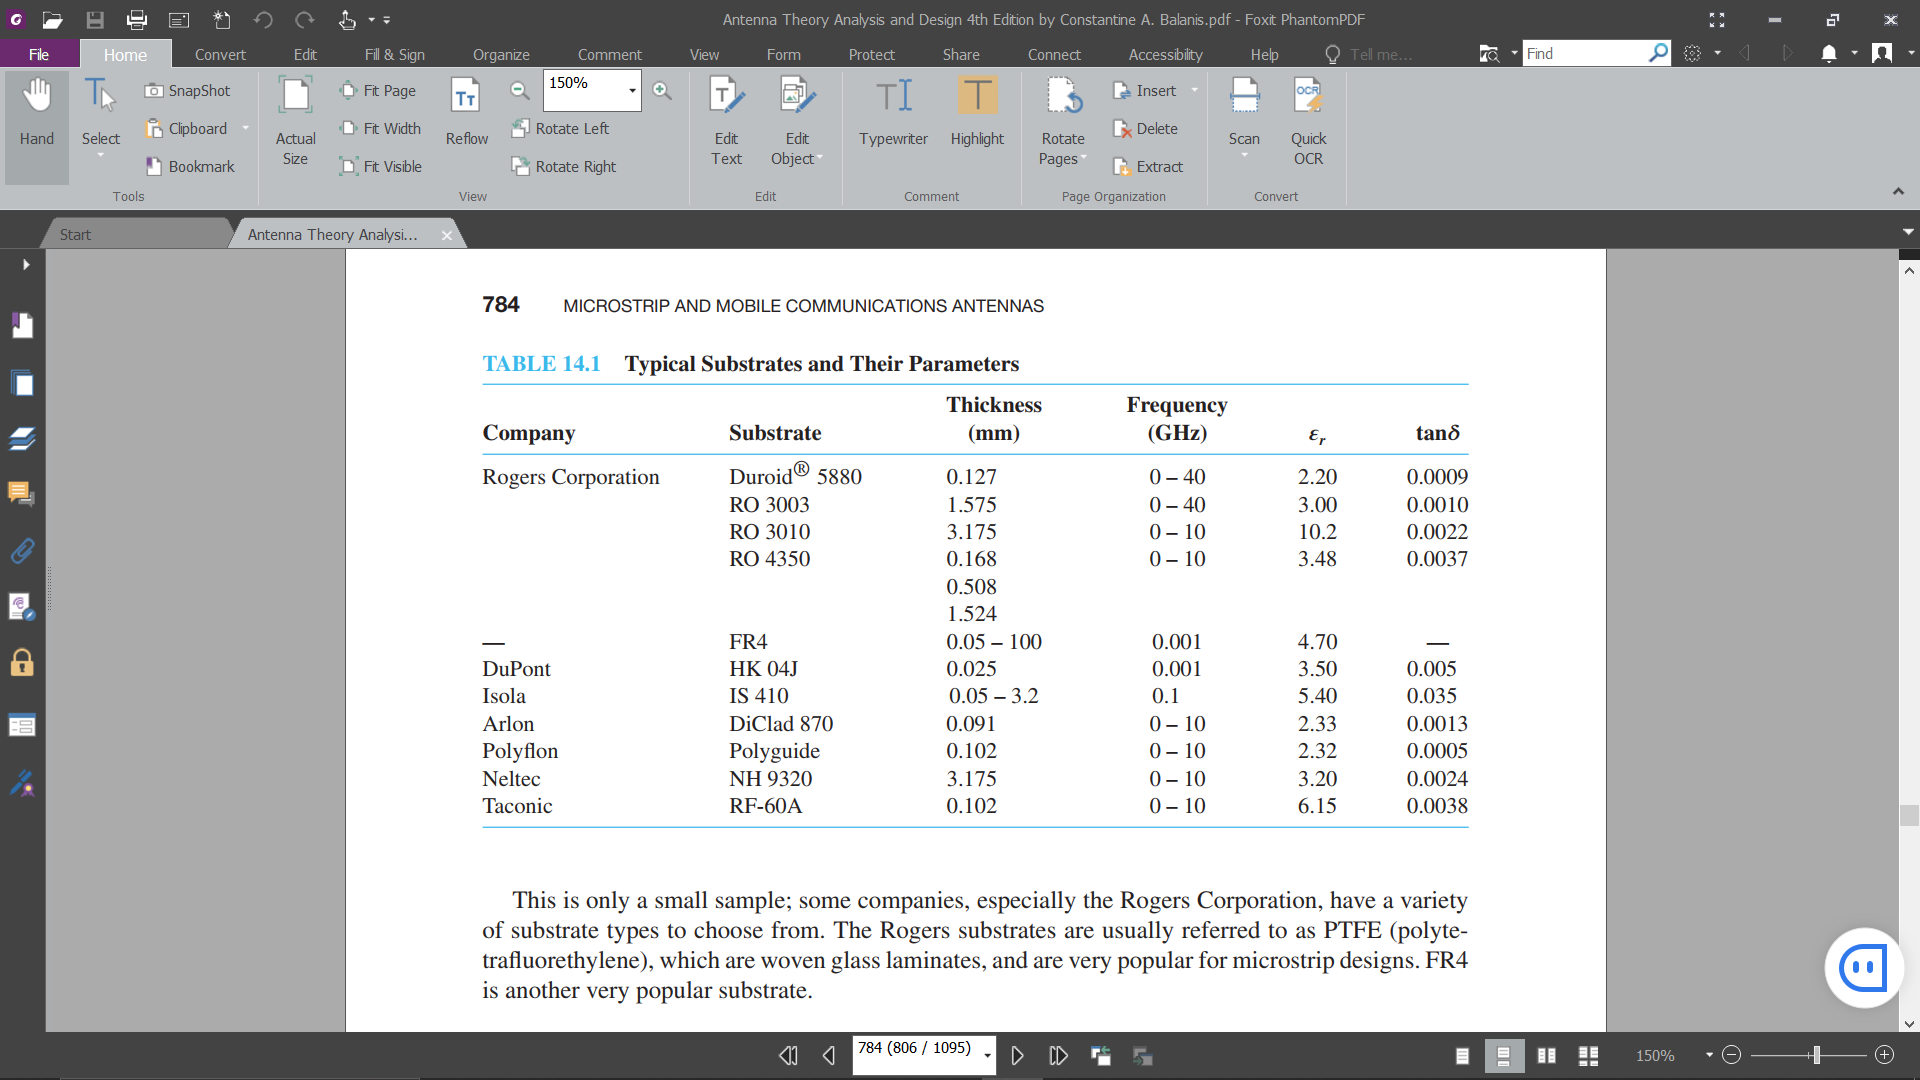 Antenna Theory Analysis and Design 4th Edition by Constantine A. Balanis.pdf - Foxit PhantomPDF
File Home Convert Edit Fill & Sign Organize Comment View Form Protect Share Connect Accessibility Help Tell me... Find
Hand
Select
SnapShot
Clipboard
Bookmark
Tools
Actual
Size
Fit Page
Fit Width
Fit Visible
Reflow
150%
Rotate Left
Rotate Right
View
Edit
Text
Edit
Object
Edit
Typewriter
Highlight
Comment
Rotate
Pages
Insert
Delete
Extract
Page Organization
Scan
OCR
Quick
OCR
Convert
Start
Antenna Theory Analysi...
784 MICROSTRIP AND MOBILE COMMUNICATIONS ANTENNAS
TABLE 14.1 Typical Substrates and Their Parameters
Thickness Frequency
Company Substrate (mm) (GHz) εr tanδ
Rogers Corporation Duroid® 5880 0.127 0 – 40 2.20 0.0009
RO 3003 1.575 0 – 40 3.00 0.0010
RO 3010 3.175 0 – 10 10.2 0.0022
RO 4350 0.168 0 – 10 3.48 0.0037
0.508
1.524
— FR4 0.05 – 100 0.001 4.70 —
DuPont HK 04J 0.025 0.001 3.50 0.005
Isola IS 410 0.05 – 3.2 0.1 5.40 0.035
Arlon DiClad 870 0.091 0 – 10 2.33 0.0013
Polyflon Polyguide 0.102 0 – 10 2.32 0.0005
Neltec NH 9320 3.175 0 – 10 3.20 0.0024
Taconic RF-60A 0.102 0 – 10 6.15 0.0038
This is only a small sample; some companies, especially the Rogers Corporation, have a variety
of substrate types to choose from. The Rogers substrates are usually referred to as PTFE (polyte-
trafluorethylene), which are woven glass laminates, and are very popular for microstrip designs. FR4
is another very popular substrate.
784 (806 / 1095)
150%